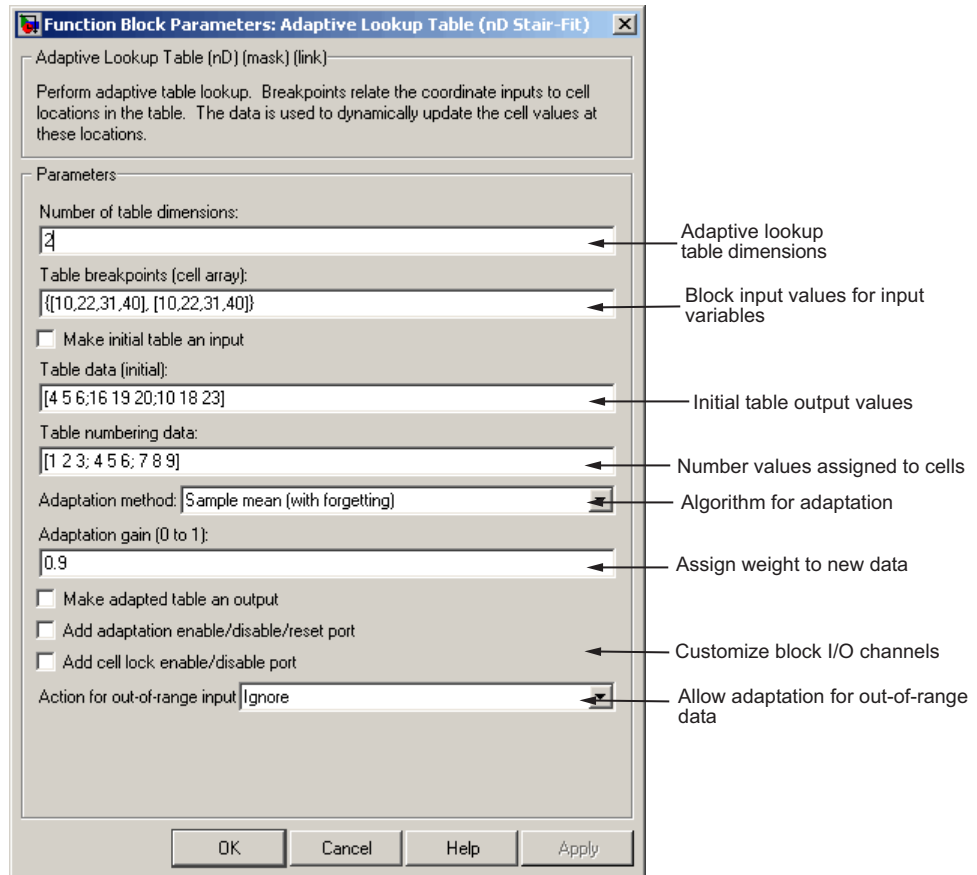 Function Block Parameters: Adaptive Lookup Table (nD Stair-Fit)
Adaptive Lookup Table (nD) (mask) (link)
Perform adaptive table lookup. Breakpoints relate the coordinate inputs to cell
locations in the table. The data is used to dynamically update the cell values at
these locations.
Parameters
Number of table dimensions:
2
Adaptive lookup
table dimensions
Table breakpoints (cell array):
{[10,22,31,40], [10,22,31,40]}
Block input values for input
variables
Make initial table an input
Table data (initial):
[4 5 6;16 19 20;10 18 23]
Initial table output values
Table numbering data:
[1 2 3; 4 5 6; 7 8 9]
Number values assigned to cells
Adaptation method: Sample mean (with forgetting)
Algorithm for adaptation
Adaptation gain (0 to 1):
0.9
Assign weight to new data
Make adapted table an output
Add adaptation enable/disable/reset port
Add cell lock enable/disable port
Customize block I/O channels
Action for out-of-range input Ignore
Allow adaptation for out-of-range
data
OK Cancel Help Apply